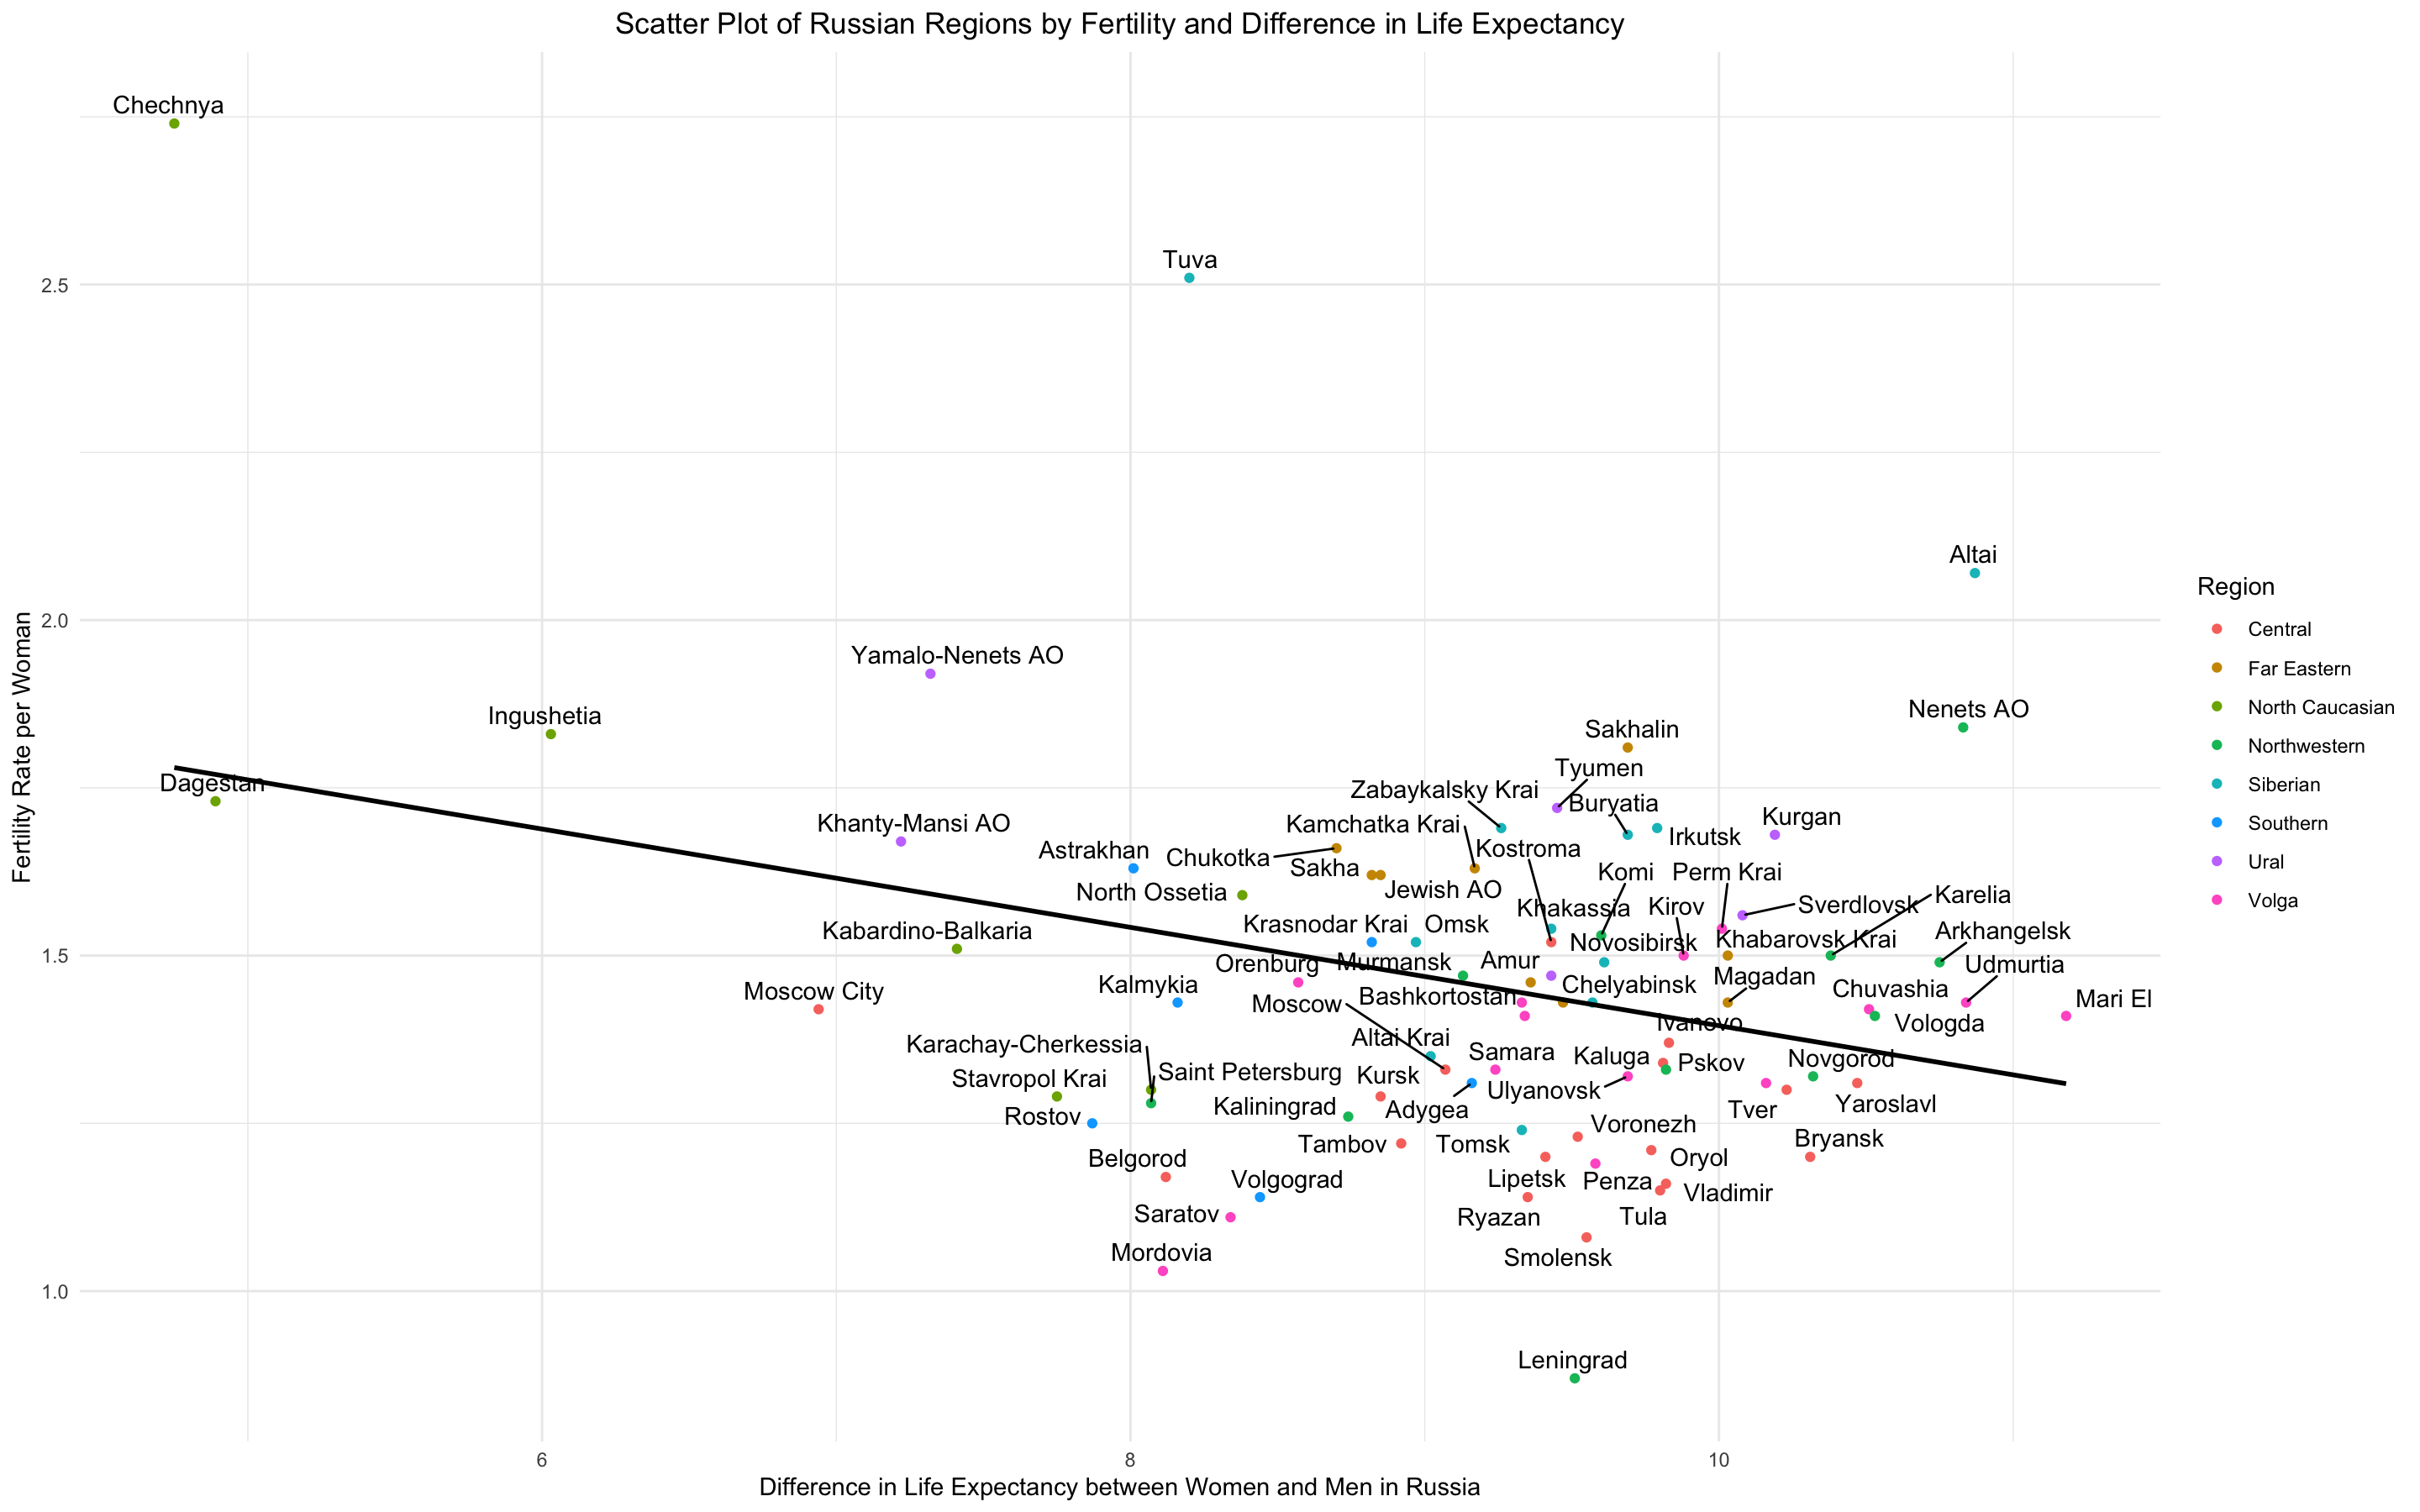 Scatter Plot of Russian Regions by Fertility and Difference in Life Expectancy
Chechnya
Tuva
2.5
Altai
2.0
Fertility Rate per Woman
Yamalo-Nenets AO
Nenets AO
Ingushetia
Sakhalin
Tyumen
Dagestan
Zabaykalsky Krai
Buryatia
Khanty-Mansi AO
Kamchatka Krai
Kurgan
Irkutsk
Astrakhan
Chukotka
Kostroma
Sakha
Komi
Perm Krai
North Ossetia
Jewish AO
Karelia
Khakassia
Kirov
Sverdlovsk
Krasnodar Krai
Omsk
Kabardino-Balkaria
Arkhangelsk
Novosibirsk
Khabarovsk Krai
1.5
Orenburg
Murmansk
Amur
Udmurtia
Magadan
Kalmykia
Chelyabinsk
Chuvashia
Moscow City
Bashkortostan
Mari El
Moscow
Ivanovo
Vologda
Altai Krai
Karachay-Cherkessia
Samara
Kaluga
Pskov
Novgorod
Saint Petersburg
Kursk
Stavropol Krai
Ulyanovsk
Kaliningrad
Adygea
Tver
Yaroslavl
Rostov
Voronezh
Tambov
Tomsk
Bryansk
Belgorod
Oryol
Volgograd
Lipetsk
Penza
Vladimir
Saratov
Ryazan
Tula
Mordovia
Smolensk
1.0
Leningrad
6
8
10
Difference in Life Expectancy between Women and Men in Russia
Region
Central
Far Eastern
North Caucasian
Northwestern
Siberian
Southern
Ural
Volga